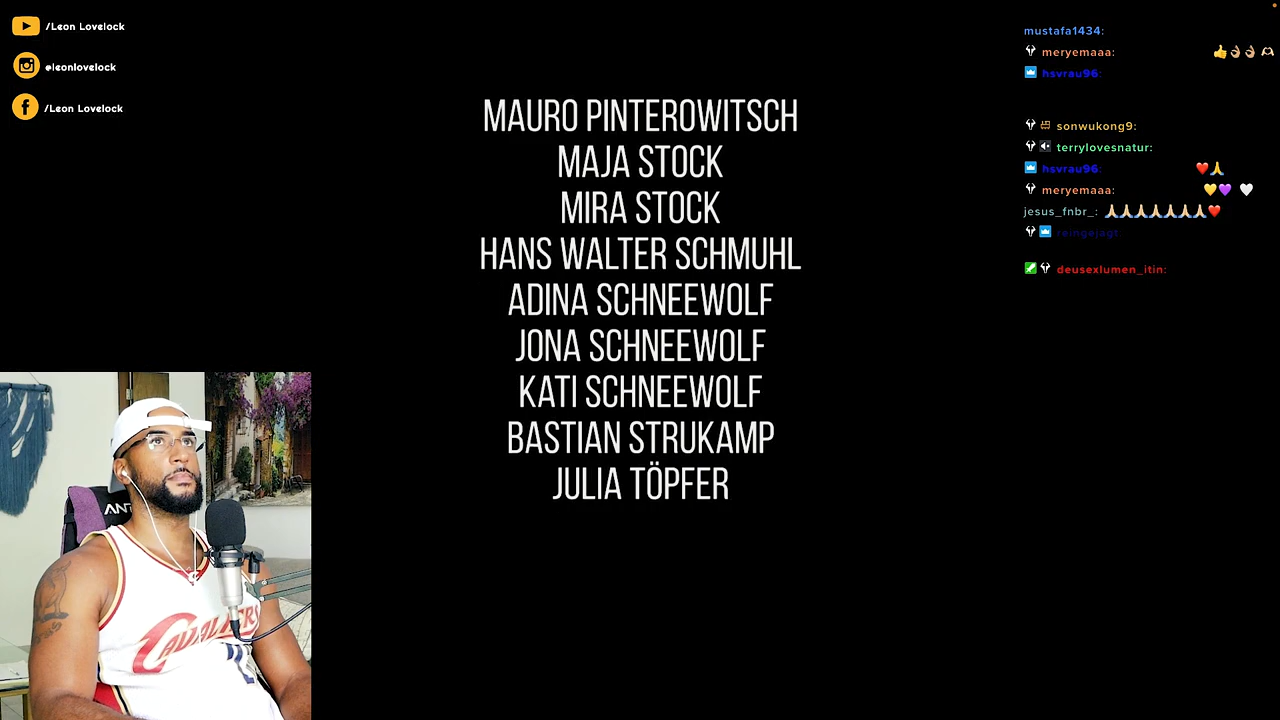 /Leon Lovelock
@leonlovelock
/Leon Lovelock
MAURO PINTEROWITSCH
MAJA STOCK
MIRA STOCK
HANS WALTER SCHMUHL
ADINA SCHNEEWOLF
JONA SCHNEEWOLF
KATI SCHNEEWOLF
BASTIAN STRUKAMP
JULIA TÖPFER
mustafa1434:
meryemaaa:
hsvrau96:
sonwukong9:
terrylovesnatur:
hsvrau96:
meryemaaa:
jesus_fnbr_:
reingejagt:
deusexlumen_itin:
CAVALIERS